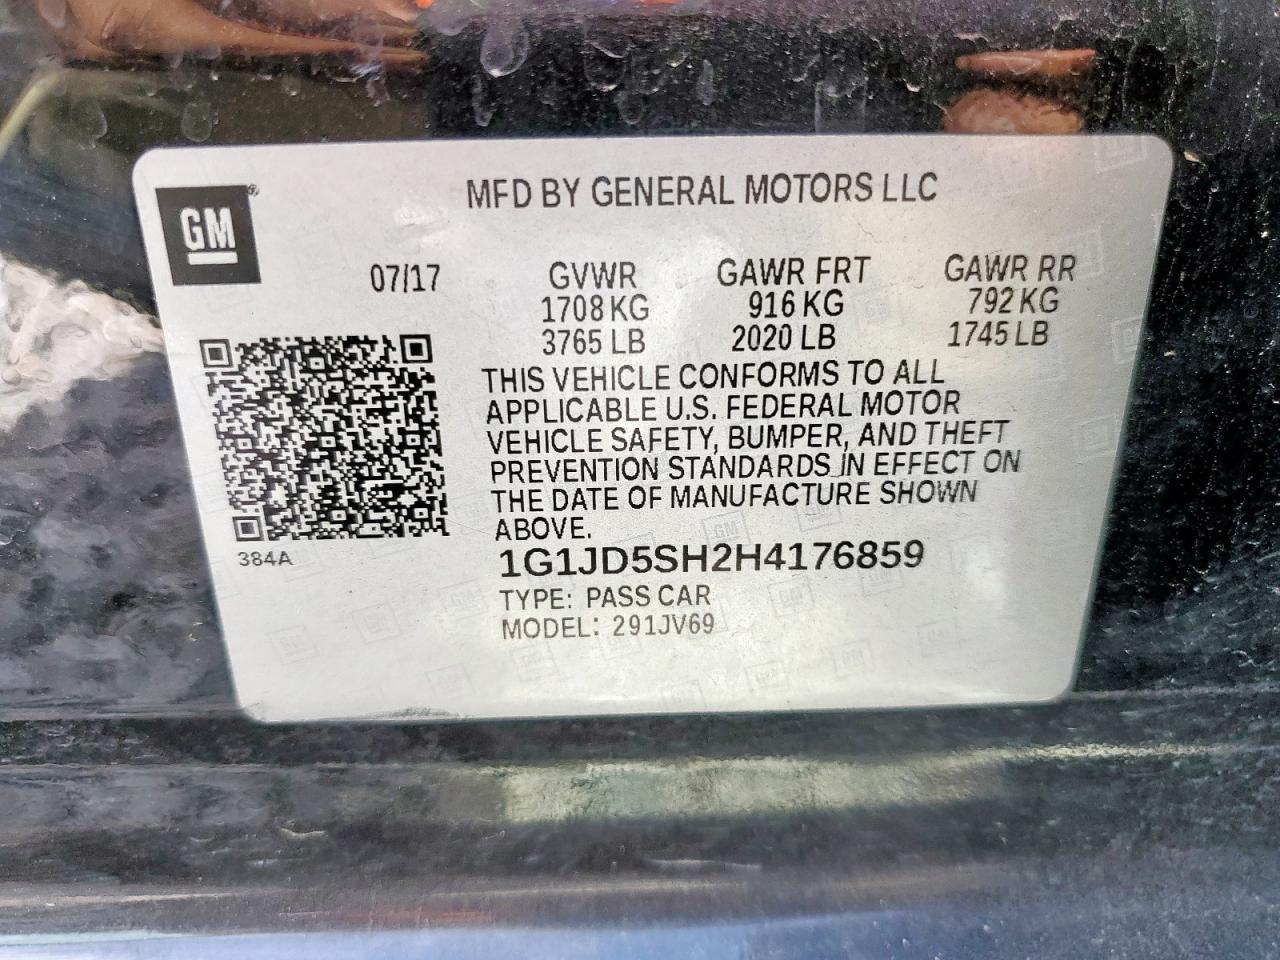 GM
MFD BY GENERAL MOTORS LLC
07/17 GVWR GAWR FRT GAWR RR
1708 KG 916 KG 792 KG
3765 LB 2020 LB 1745 LB
THIS VEHICLE CONFORMS TO ALL
APPLICABLE U.S. FEDERAL MOTOR
VEHICLE SAFETY, BUMPER, AND THEFT
PREVENTION STANDARDS IN EFFECT ON
THE DATE OF MANUFACTURE SHOWN
ABOVE.
384A
1G1JD5SH2H4176859
TYPE: PASS CAR
MODEL: 291JV69